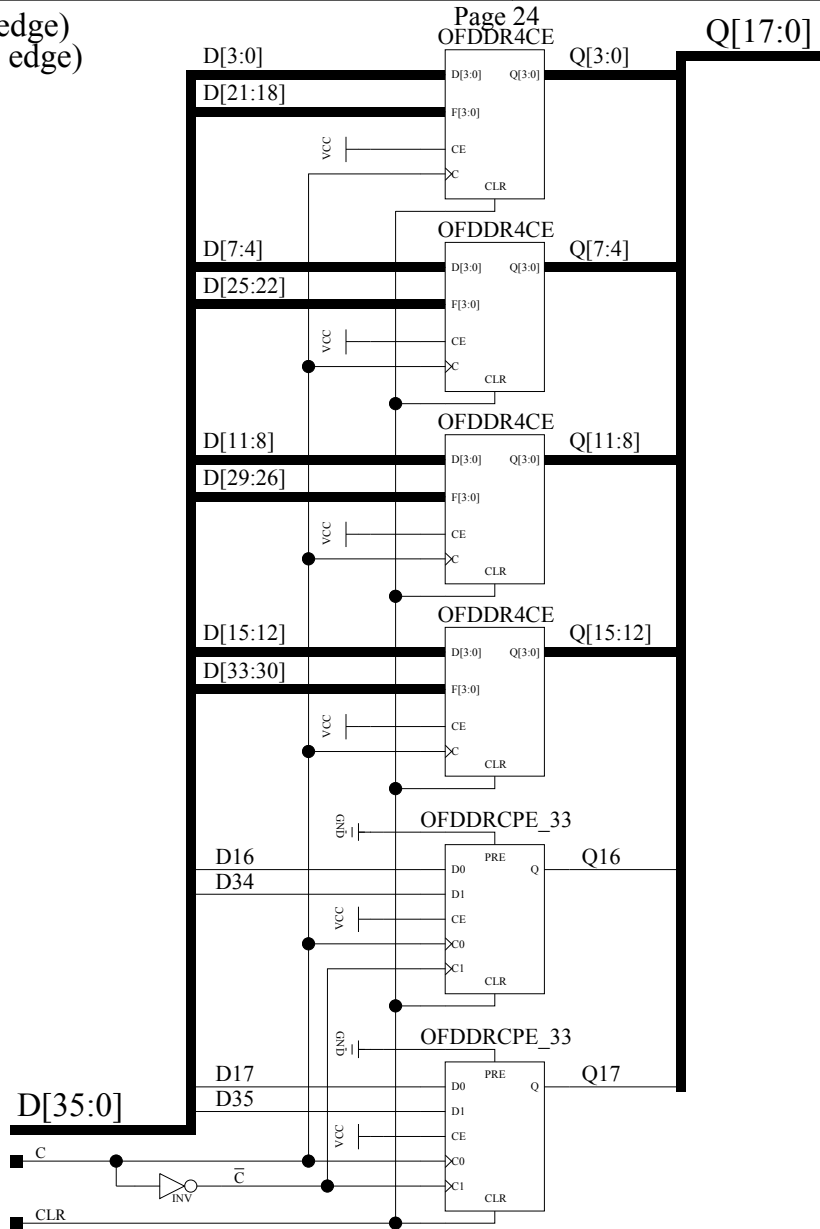 edge)
edge)
Page 24
Q[17:0]
OFDDR4CE
D[3:0]
Q[3:0]
D[3:0]
Q[3:0]
D[21:18]
F[3:0]
VCC
CE
C
CLR
OFDDR4CE
D[7:4]
Q[7:4]
D[3:0]
Q[3:0]
D[25:22]
F[3:0]
VCC
CE
C
CLR
OFDDR4CE
D[11:8]
Q[11:8]
D[3:0]
Q[3:0]
D[29:26]
F[3:0]
VCC
CE
C
CLR
OFDDR4CE
D[15:12]
Q[15:12]
D[3:0]
Q[3:0]
D[33:30]
F[3:0]
VCC
CE
C
CLR
GND
OFDDRCPE_33
PRE
D16
D0
Q
Q16
D34
D1
VCC
CE
C0
C1
CLR
GND
OFDDRCPE_33
PRE
D17
D0
Q
Q17
D35
D1
D[35:0]
VCC
CE
C
C0
INV
C̅
C1
CLR
CLR